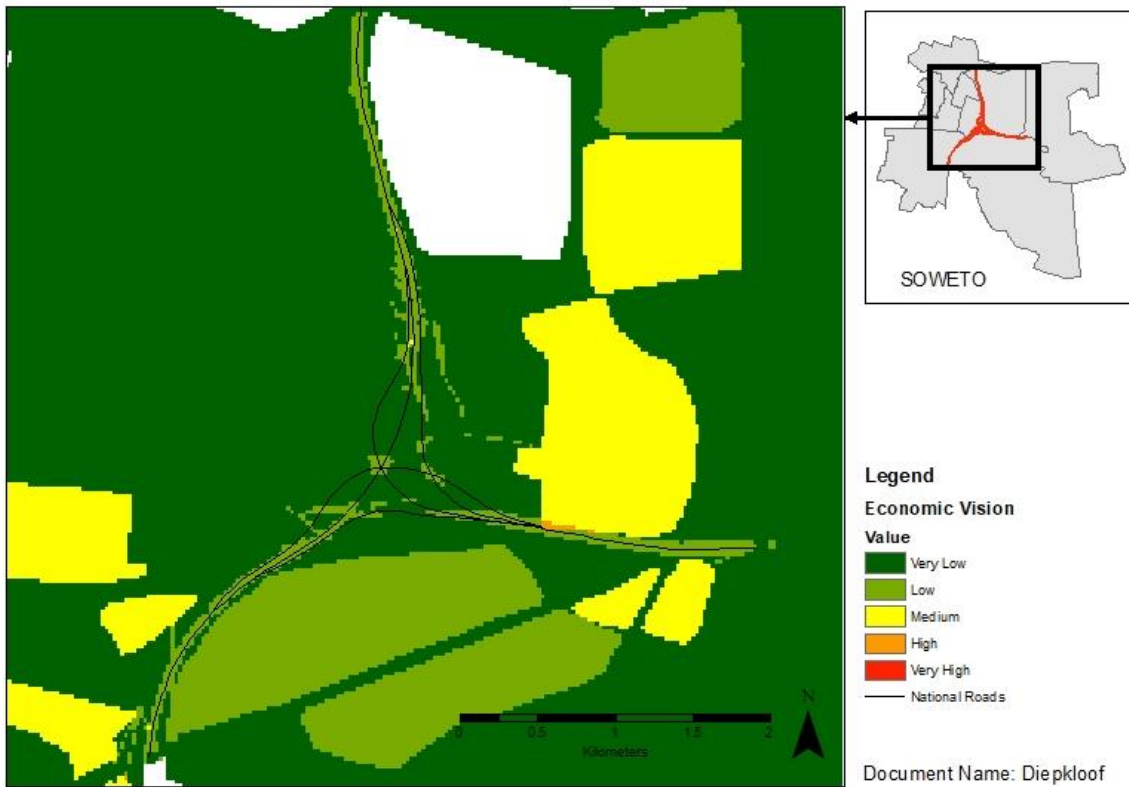 SOWETO
Legend
Economic Vision
Value
Very Low
Low
Medium
High
Very High
National Roads
N
0 0.5 1 1.5 2
Kilometers
Document Name: Diepkloof